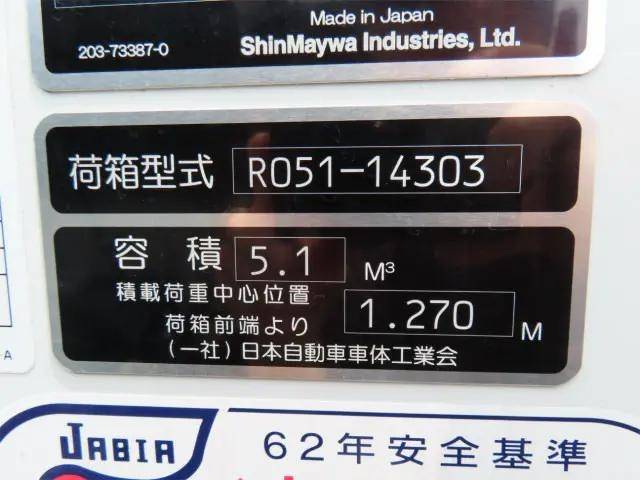 Made in Japan
203-73387-0
ShinMaywa Industries, Ltd.
荷箱型式 R051-14303
容積 5.1 M³
積載荷重中心位置
荷箱前端より 1.270 M
(一社)日本自動車車体工業会
JABIA 62年安全基準